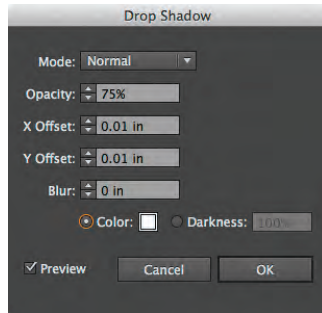 Drop Shadow
Mode: Normal
Opacity: 75%
X Offset: 0.01 in
Y Offset: 0.01 in
Blur: 0 in
Color: Darkness: 100%
Preview Cancel OK